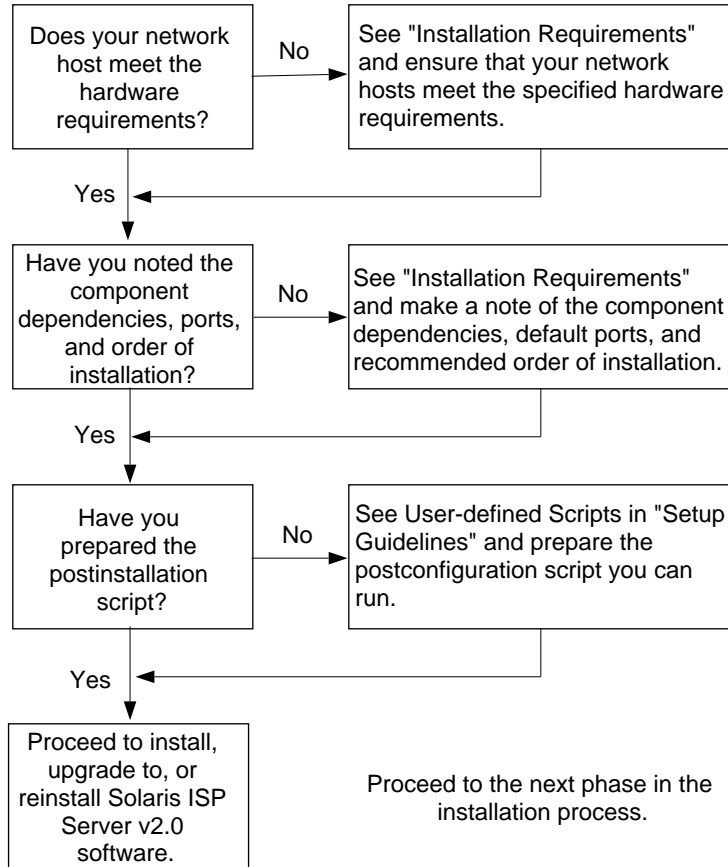 Does your network
host meet the
hardware
requirements?
No
See "Installation Requirements"
and ensure that your network
hosts meet the specified hardware
requirements.
Yes
Have you noted the
component
dependencies, ports,
and order of
installation?
No
See "Installation Requirements"
and make a note of the component
dependencies, default ports, and
recommended order of installation.
Yes
Have you
prepared the
postinstallation
script?
No
See User-defined Scripts in "Setup
Guidelines" and prepare the
postconfiguration script you can
run.
Yes
Proceed to install,
upgrade to, or
reinstall Solaris ISP
Server v2.0
software.
Proceed to the next phase in the
installation process.